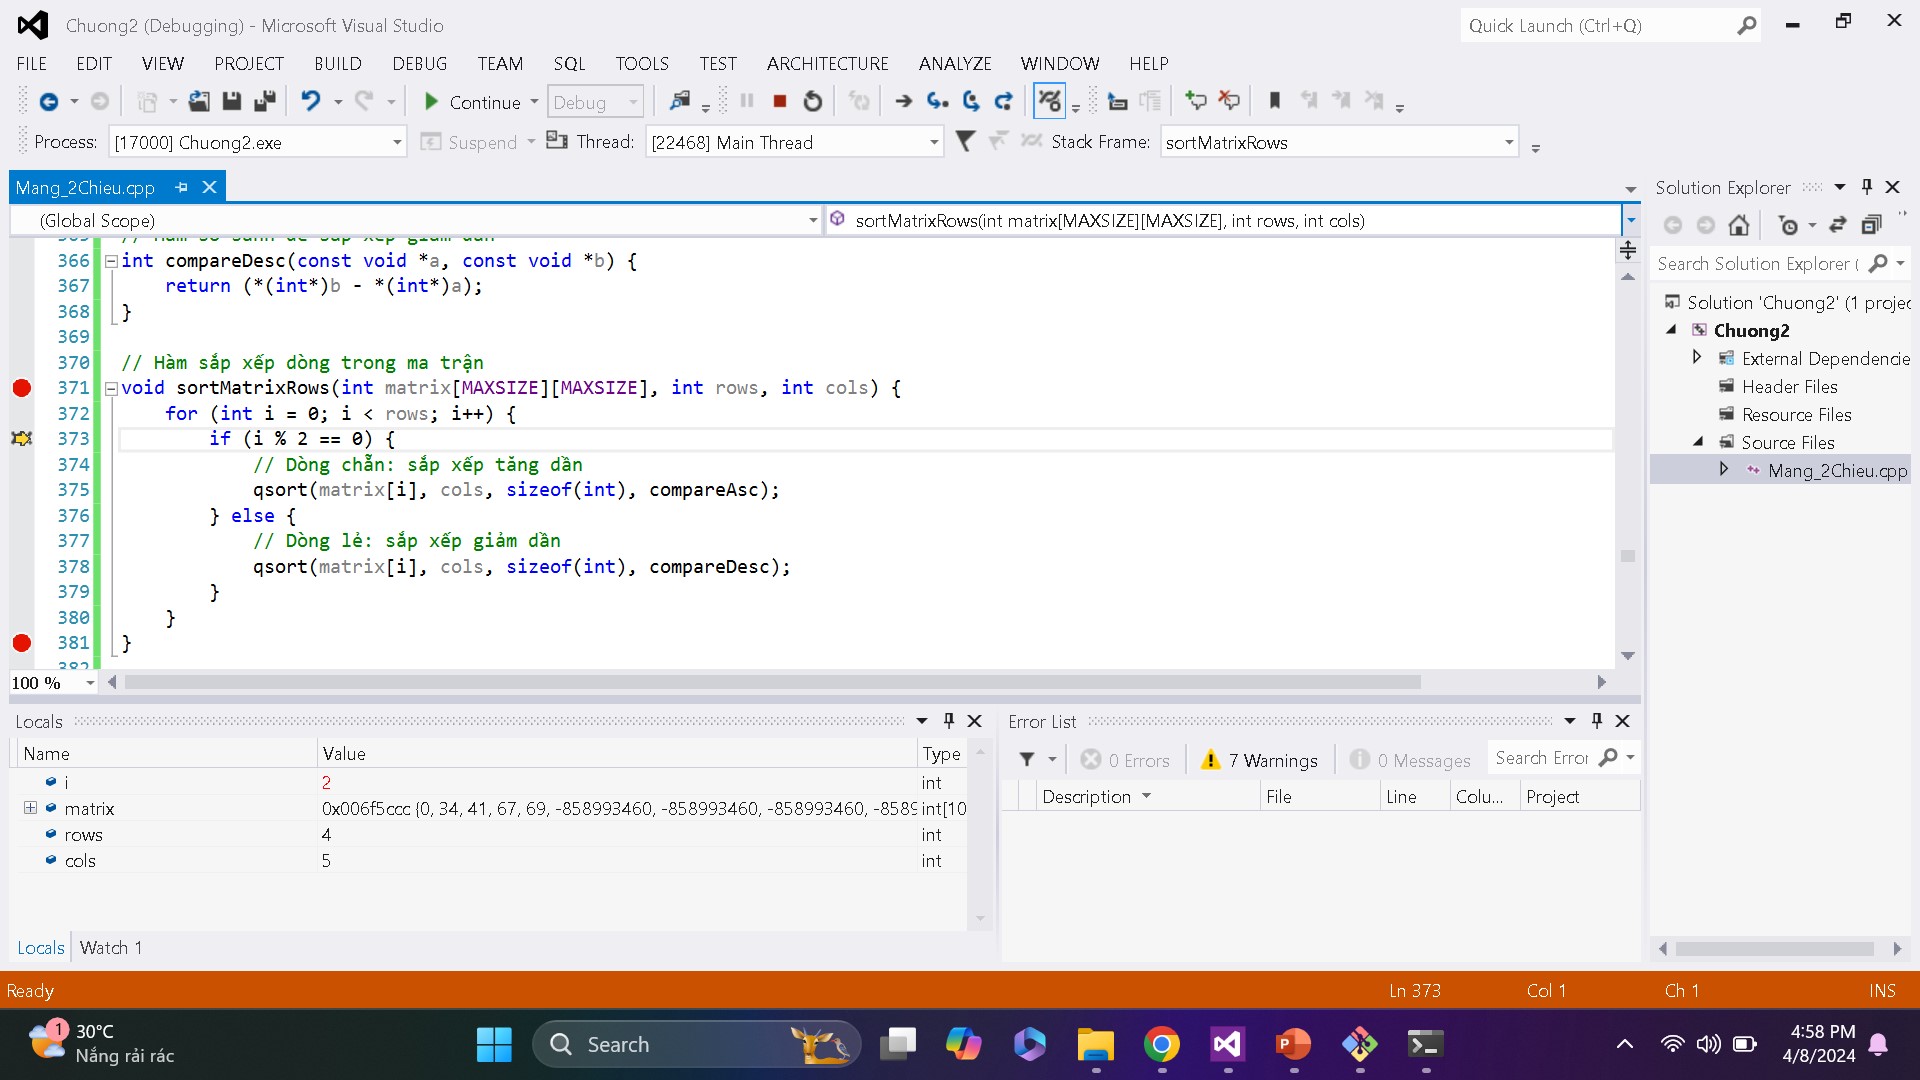 Chuong2 (Debugging) - Microsoft Visual Studio
Quick Launch (Ctrl+Q)
FILE EDIT VIEW PROJECT BUILD DEBUG TEAM SQL TOOLS TEST ARCHITECTURE ANALYZE WINDOW HELP
Continue Debug
Process: [17000] Chuong2.exe Suspend Thread: [22468] Main Thread Stack Frame: sortMatrixRows
Mang_2Chieu.cpp
(Global Scope) sortMatrixRows(int matrix[MAXSIZE][MAXSIZE], int rows, int cols)
366 int compareDesc(const void *a, const void *b) {
367 return (*(int*)b - *(int*)a);
368 }
369
370 // Hàm sắp xếp dòng trong ma trận
371 void sortMatrixRows(int matrix[MAXSIZE][MAXSIZE], int rows, int cols) {
372 for (int i = 0; i < rows; i++) {
373 if (i % 2 == 0) {
374 // Dòng chẵn: sắp xếp tăng dần
375 qsort(matrix[i], cols, sizeof(int), compareAsc);
376 } else {
377 // Dòng lẻ: sắp xếp giảm dần
378 qsort(matrix[i], cols, sizeof(int), compareDesc);
379 }
380 }
381 }
100 %
Solution Explorer
Search Solution Explorer (
Solution 'Chuong2' (1 projec
Chuong2
External Dependencie
Header Files
Resource Files
Source Files
Mang_2Chieu.cpp
Locals
Name Value Type
i 2 int
matrix 0x006f5ccc {0, 34, 41, 67, 69, -858993460, -858993460, -858993460, -8589 int[10
rows 4 int
cols 5 int
Locals Watch 1
Error List
0 Errors 7 Warnings 0 Messages Search Error
Description File Line Colu... Project
Ready Ln 373 Col 1 Ch 1 INS
1
30°C
Nắng rải rác
Search
4:58 PM
4/8/2024